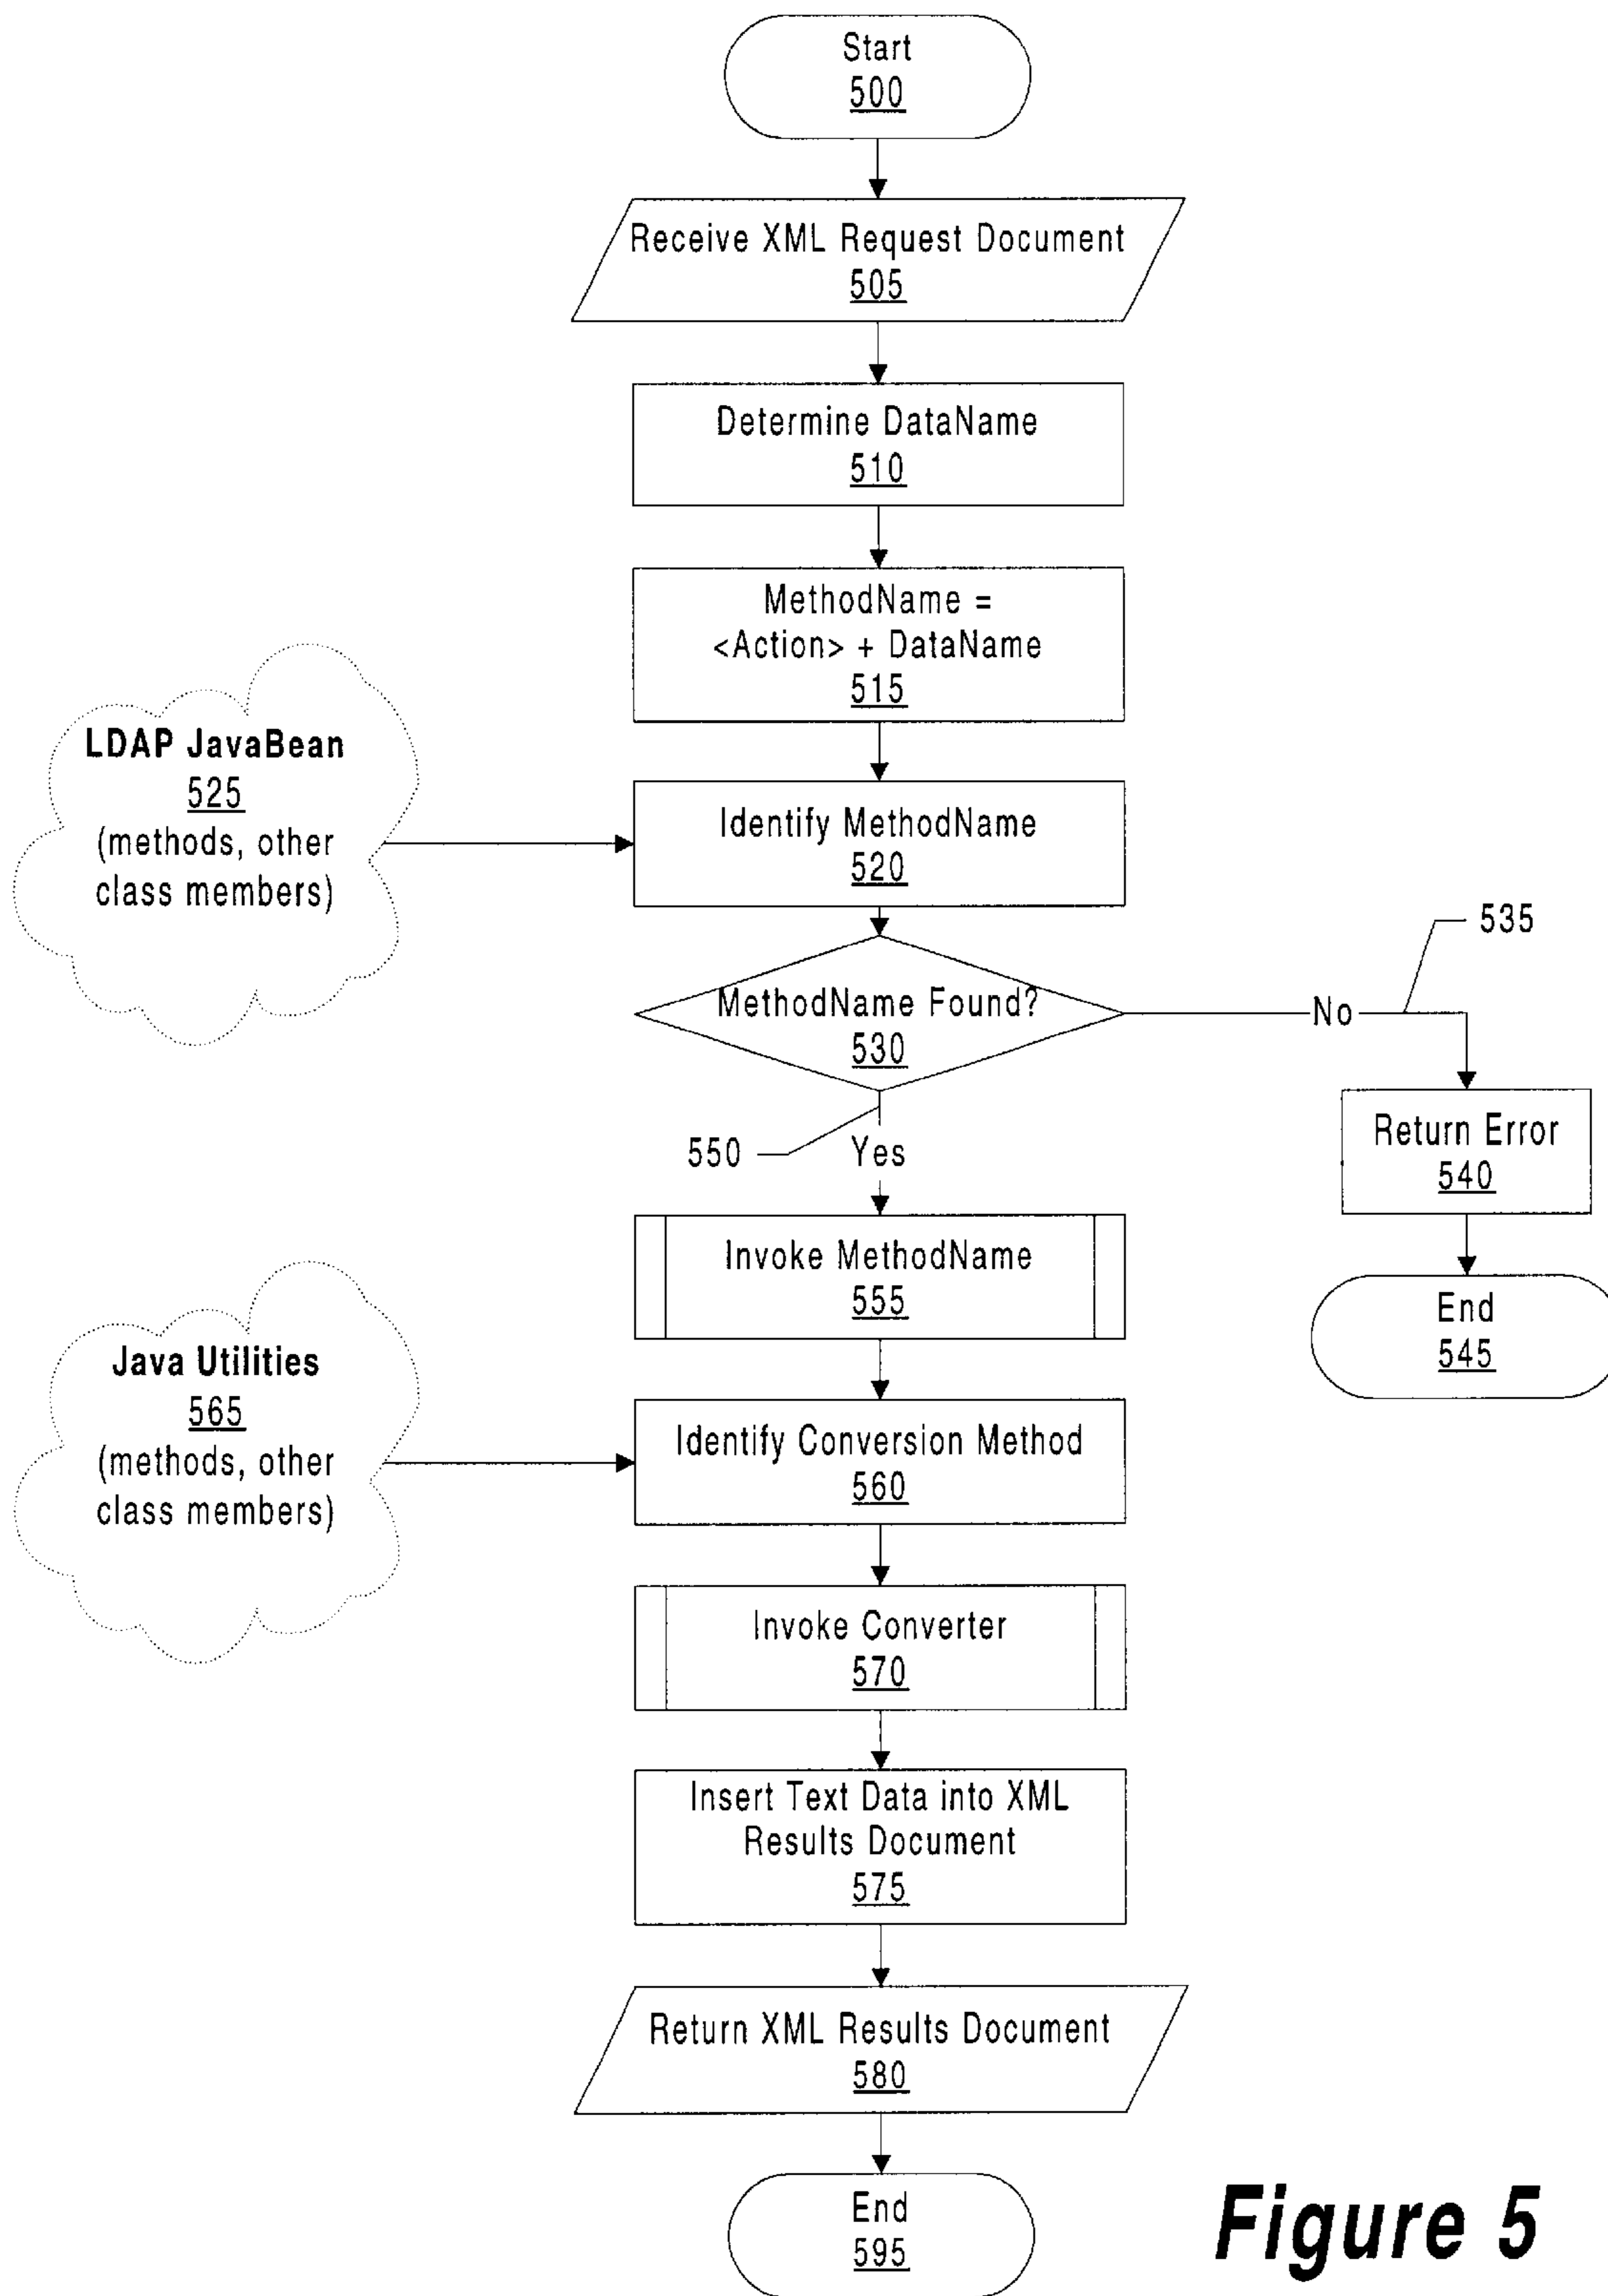 Start
500
Receive XML Request Document
505
Determine DataName
510
MethodName =
<Action> + DataName
515
LDAP JavaBean
525
(methods, other
class members)
Identify MethodName
520
535
MethodName Found?
530
No
550
Yes
Return Error
540
Invoke MethodName
555
End
545
Java Utilities
565
(methods, other
class members)
Identify Conversion Method
560
Invoke Converter
570
Insert Text Data into XML
Results Document
575
Return XML Results Document
580
End
595
Figure 5